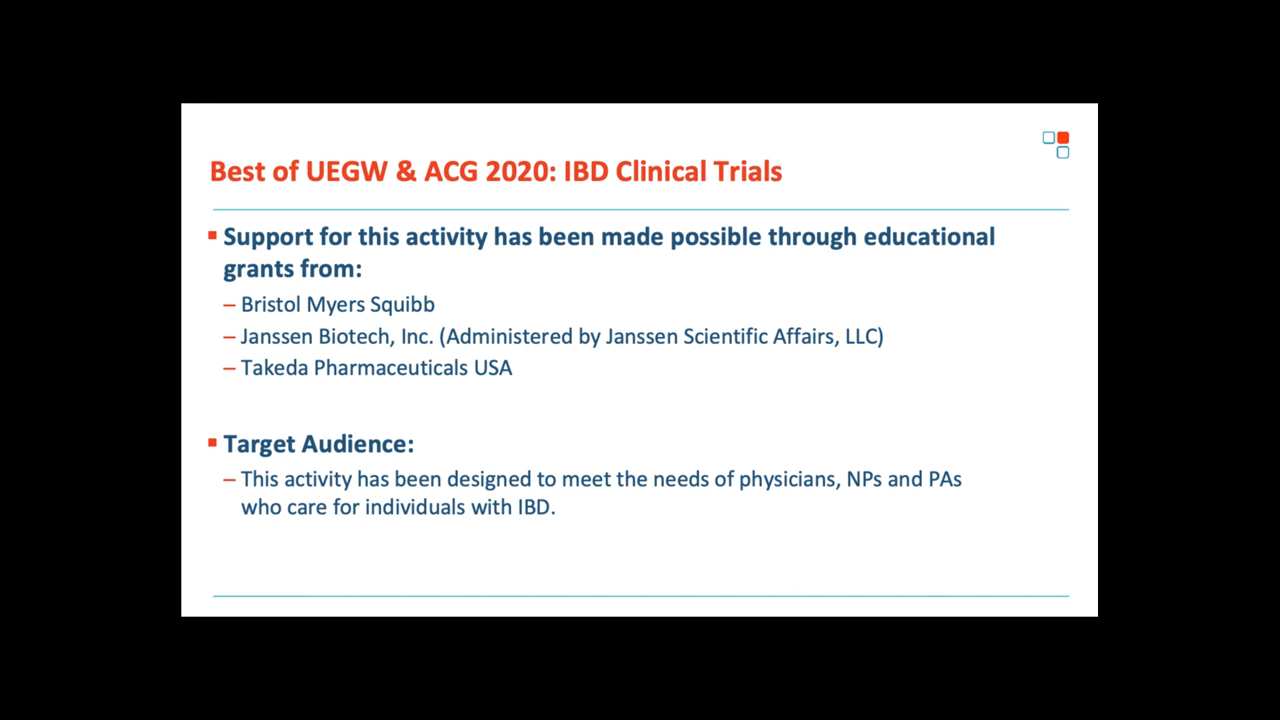 Best of UEGW & ACG 2020: IBD Clinical Trials
▪ Support for this activity has been made possible through educational
grants from:
– Bristol Myers Squibb
– Janssen Biotech, Inc. (Administered by Janssen Scientific Affairs, LLC)
– Takeda Pharmaceuticals USA
▪ Target Audience:
– This activity has been designed to meet the needs of physicians, NPs and PAs
who care for individuals with IBD.